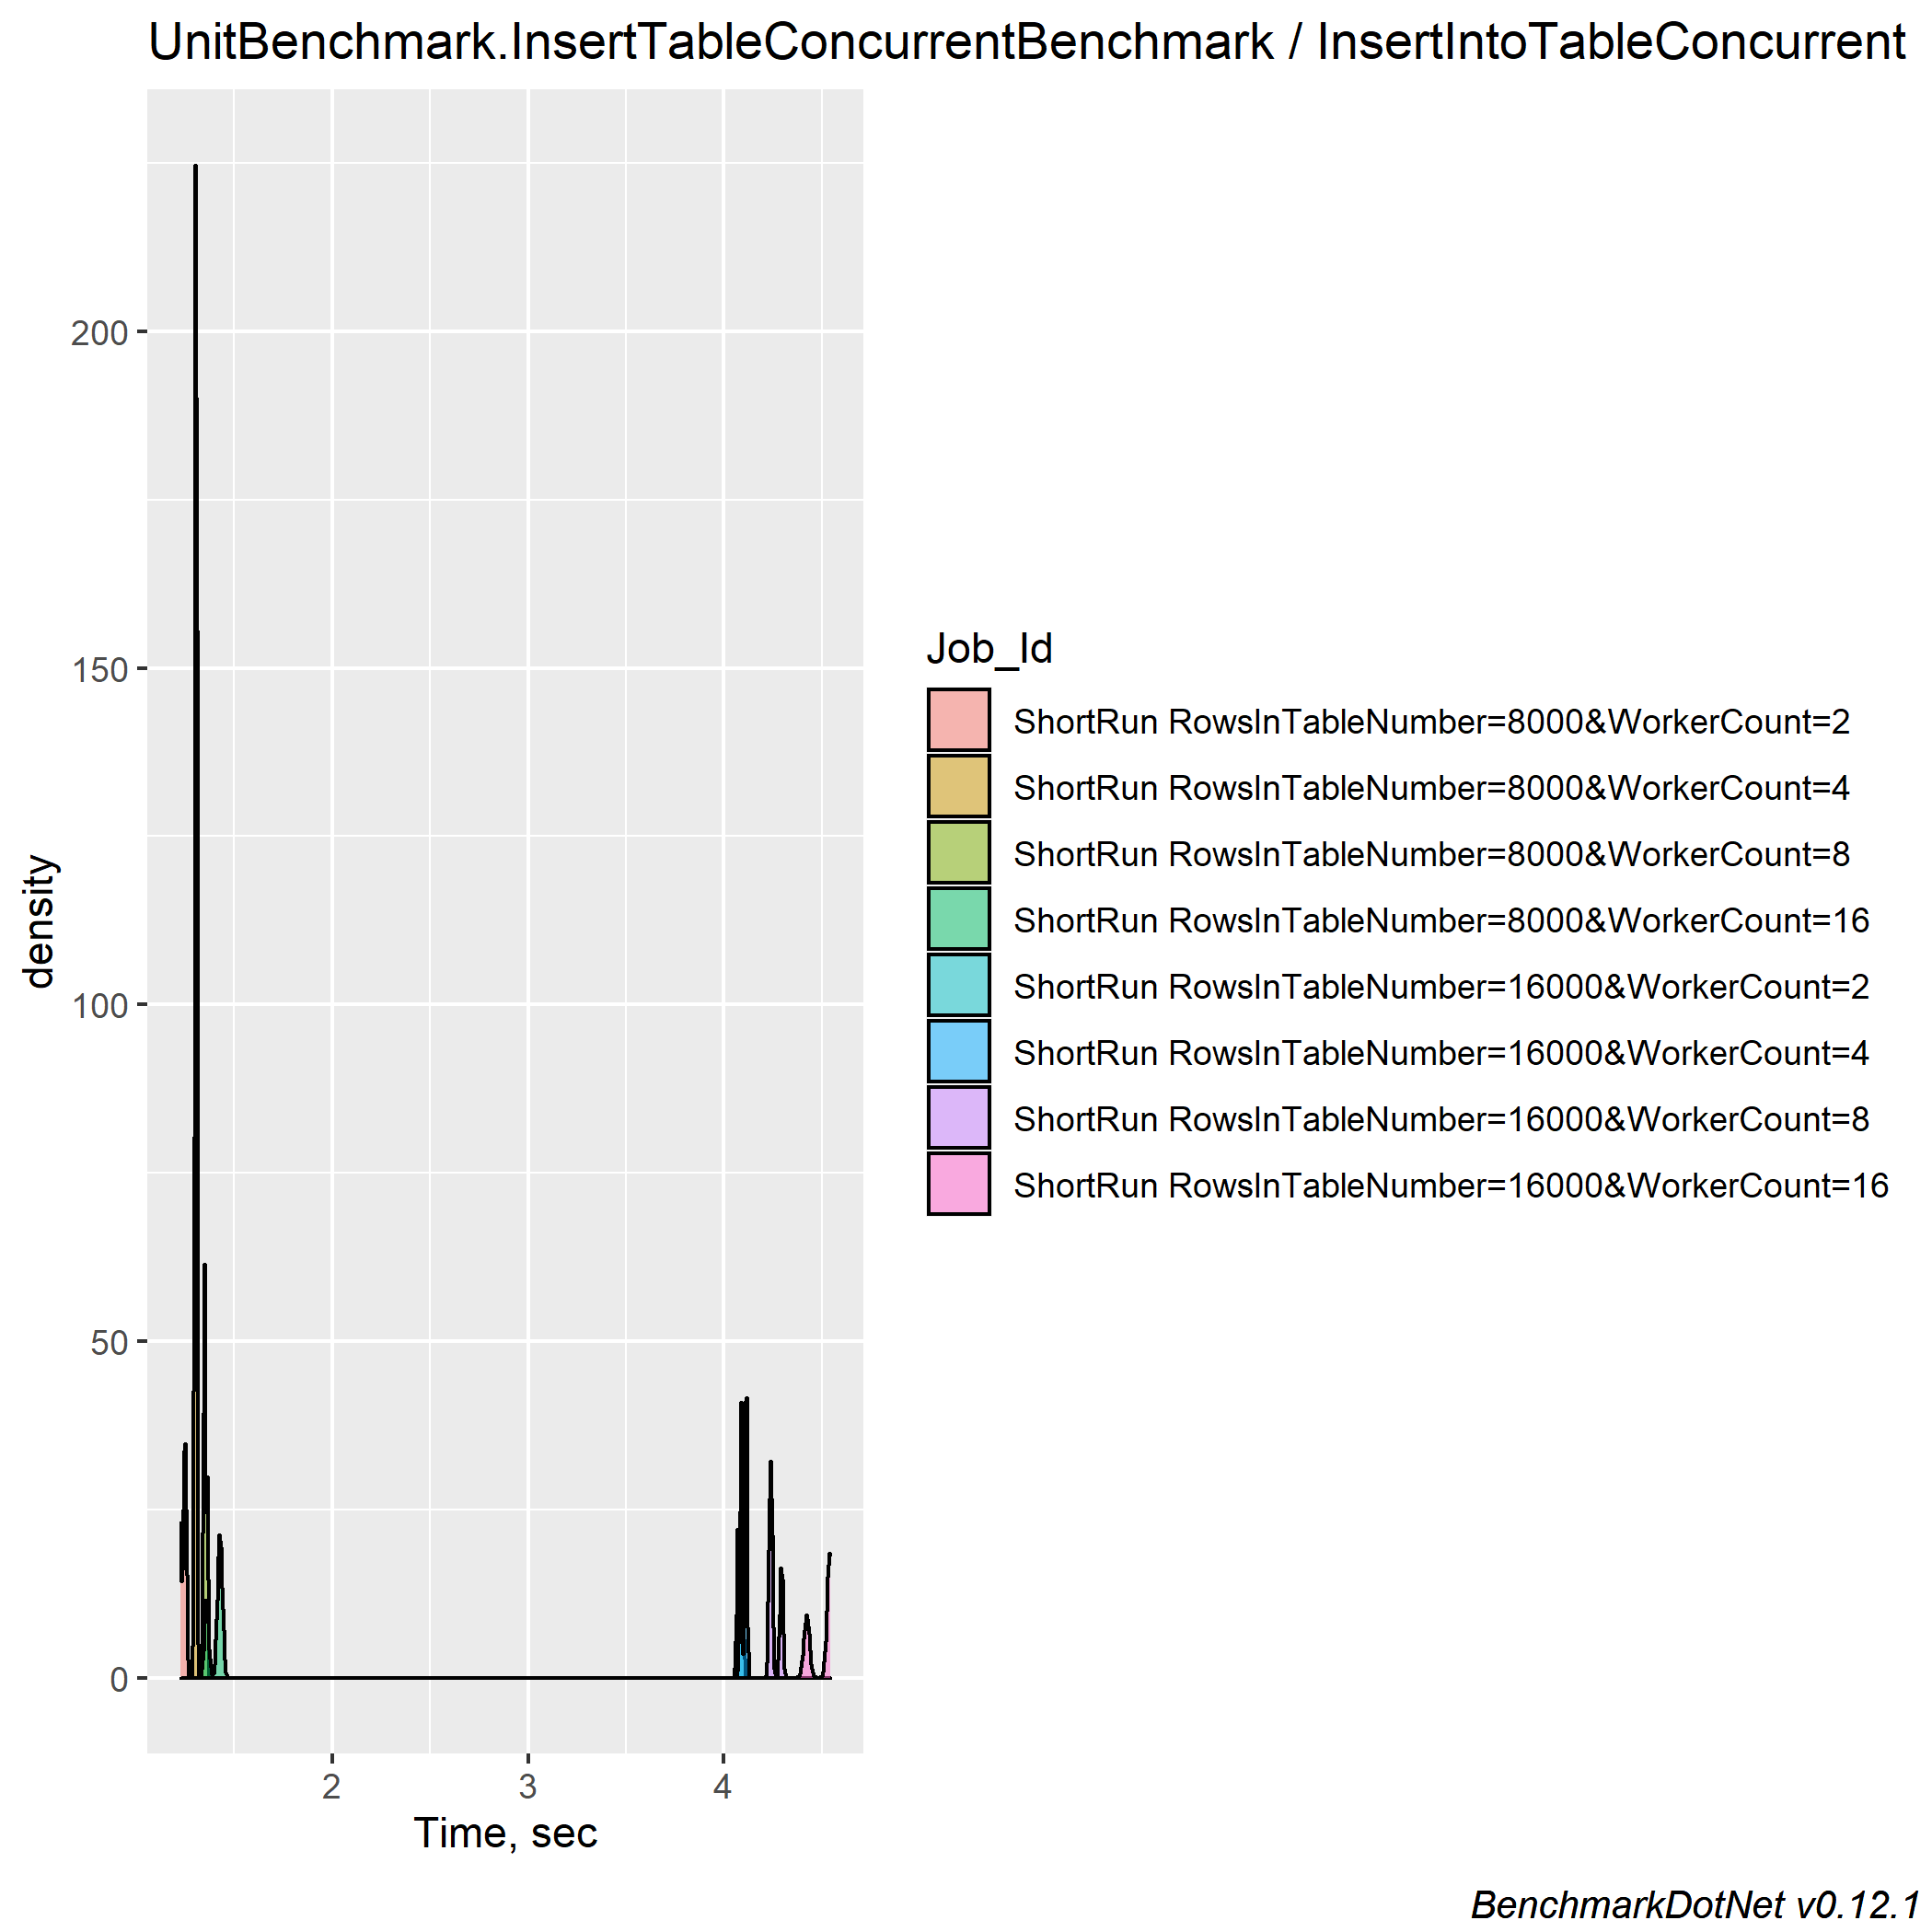 UnitBenchmark.InsertTableConcurrentBenchmark / InsertIntoTableConcurrent
200
150
100
50
0
density
2
3
4
Time, sec
Job_Id
ShortRun RowsInTableNumber=8000&WorkerCount=2
ShortRun RowsInTableNumber=8000&WorkerCount=4
ShortRun RowsInTableNumber=8000&WorkerCount=8
ShortRun RowsInTableNumber=8000&WorkerCount=16
ShortRun RowsInTableNumber=16000&WorkerCount=2
ShortRun RowsInTableNumber=16000&WorkerCount=4
ShortRun RowsInTableNumber=16000&WorkerCount=8
ShortRun RowsInTableNumber=16000&WorkerCount=16
BenchmarkDotNet v0.12.1